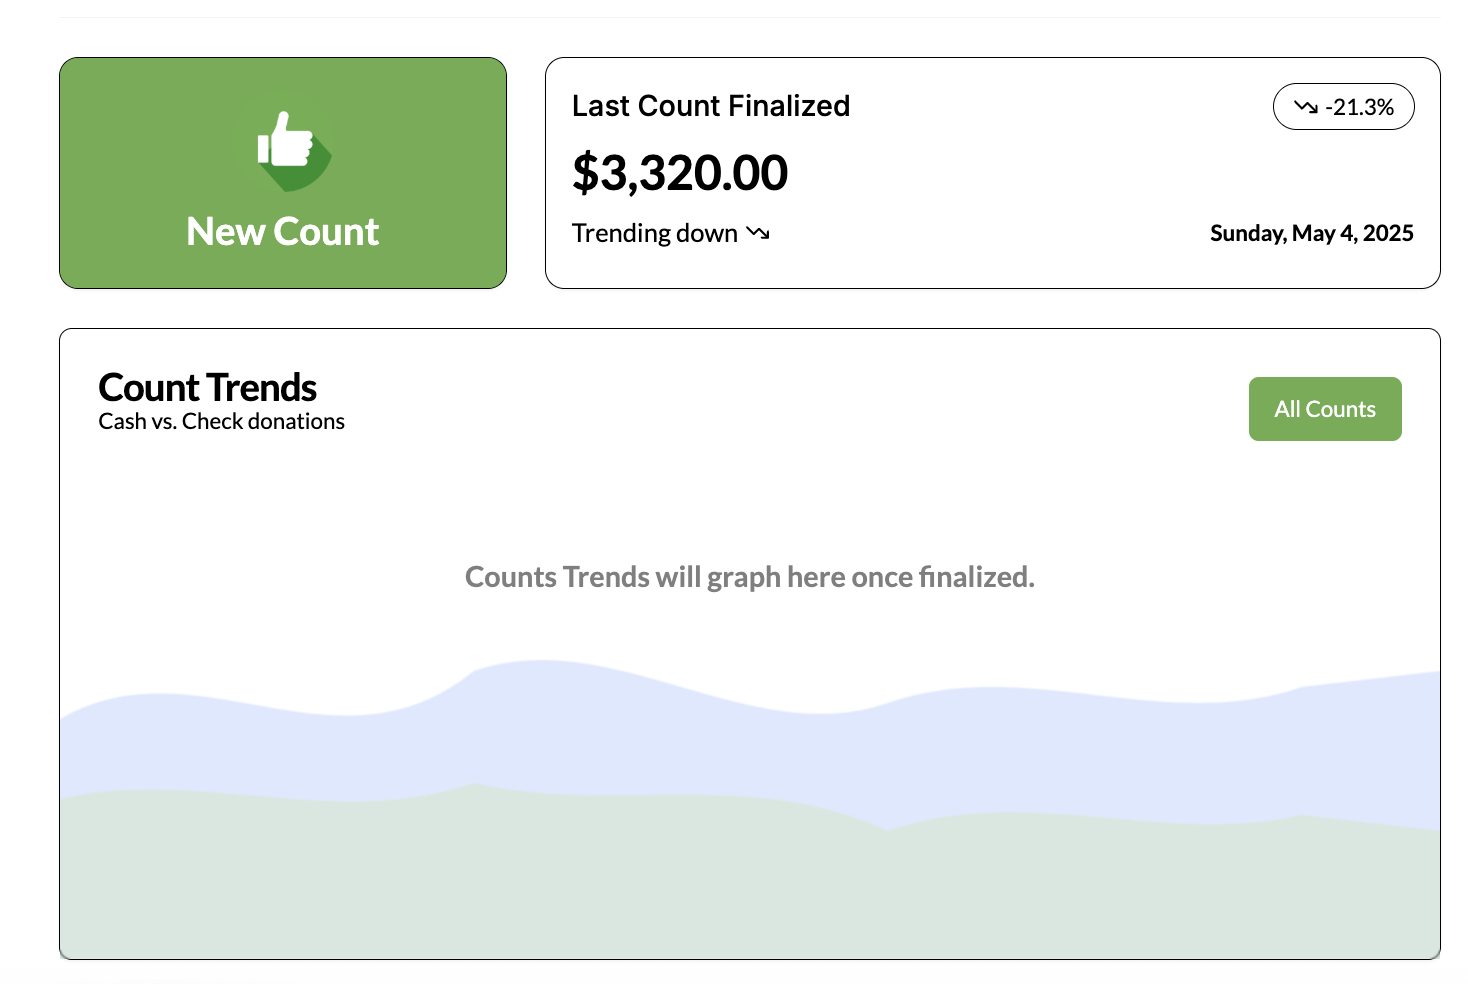 New Count
Last Count Finalized
-21.3%
$3,320.00
Trending down
Sunday, May 4, 2025
Count Trends
Cash vs. Check donations
All Counts
Counts Trends will graph here once finalized.